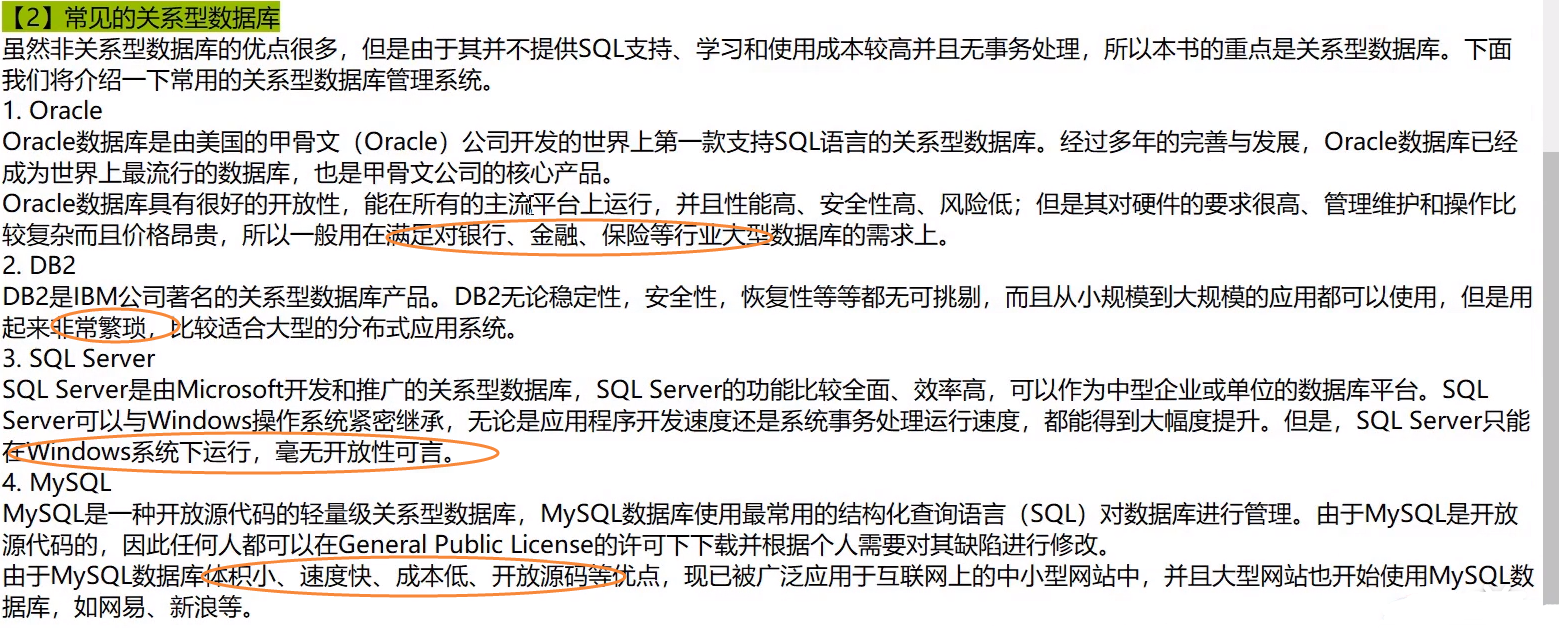 【2】常见的关系型数据库
虽然非关系型数据库的优点很多，但是由于其并不提供SQL支持、学习和使用成本较高并且无事务处理，所以本书的重点是关系型数据库。下面
我们将介绍一下常用的关系型数据库管理系统。
1. Oracle
Oracle数据库是由美国的甲骨文（Oracle）公司开发的世界上第一款支持SQL语言的关系型数据库。经过多年的完善与发展，Oracle数据库已经
成为世界上最流行的数据库，也是甲骨文公司的核心产品。
Oracle数据库具有很好的开放性，能在所有的主流平台上运行，并且性能高、安全性高、风险低；但是其对硬件的要求很高、管理维护和操作比
较复杂而且价格昂贵，所以一般用在满足对银行、金融、保险等行业大型数据库的需求上。
2. DB2
DB2是IBM公司著名的关系型数据库产品。DB2无论稳定性，安全性，恢复性等等都无可挑剔，而且从小规模到大规模的应用都可以使用，但是用
起来非常繁琐，比较适合大型的分布式应用系统。
3. SQL Server
SQL Server是由Microsoft开发和推广的关系型数据库，SQL Server的功能比较全面、效率高，可以作为中型企业或单位的数据库平台。SQL
Server可以与Windows操作系统紧密继承，无论是应用程序开发速度还是系统事务处理运行速度，都能得到大幅度提升。但是，SQL Server只能
在Windows系统下运行，毫无开放性可言。
4. MySQL
MySQL是一种开放源代码的轻量级关系型数据库，MySQL数据库使用最常用的结构化查询语言（SQL）对数据库进行管理。由于MySQL是开放
源代码的，因此任何人都可以在General Public License的许可下下载并根据个人需要对其缺陷进行修改。
由于MySQL数据库体积小、速度快、成本低、开放源码等优点，现已被广泛应用于互联网上的中小型网站中，并且大型网站也开始使用MySQL数
据库，如网易、新浪等。